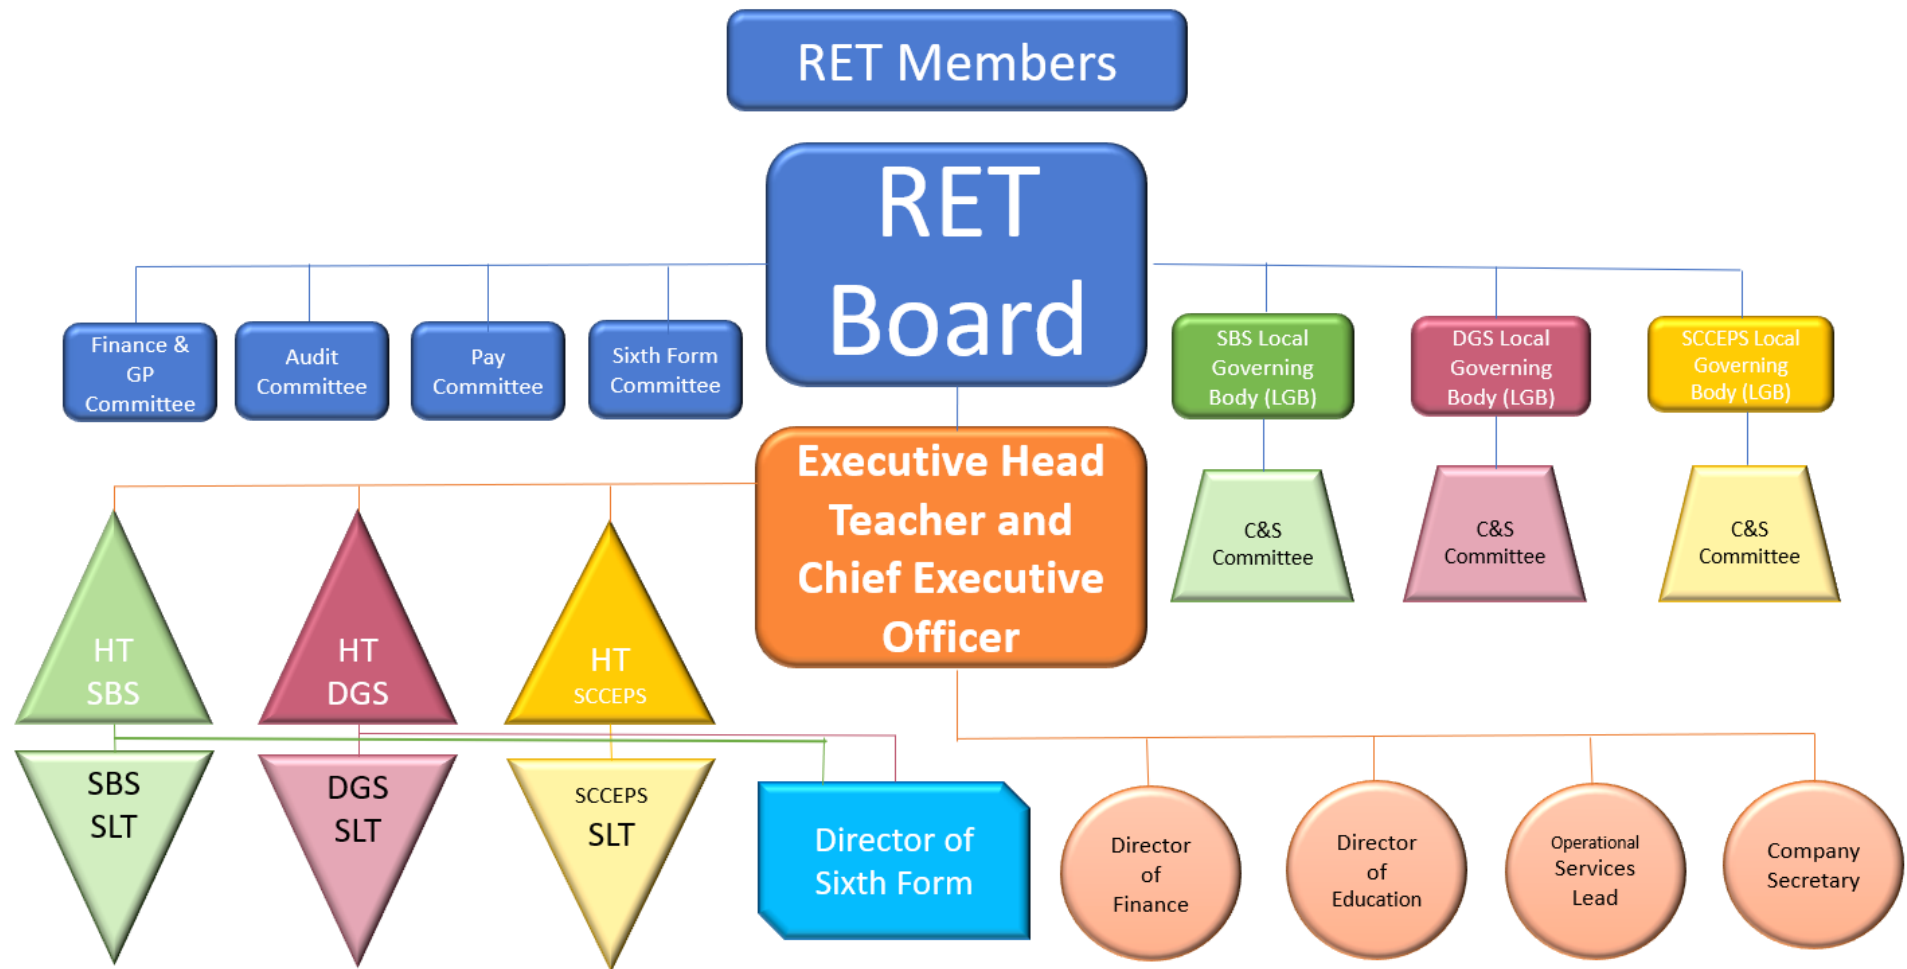 RET Members
RET
Board
Finance &
GP
Committee
Audit
Committee
Pay
Committee
Sixth Form
Committee
SBS Local
Governing
Body (LGB)
DGS Local
Governing
Body (LGB)
SCCEPS Local
Governing
Body (LGB)
Executive Head
Teacher and
Chief Executive
Officer
C&S
Committee
C&S
Committee
C&S
Committee
HT
SBS
HT
DGS
HT
SCCEPS
SBS
SLT
DGS
SLT
SCCEPS
SLT
Director of
Sixth Form
Director
of
Finance
Director
of
Education
Operational
Services
Lead
Company
Secretary